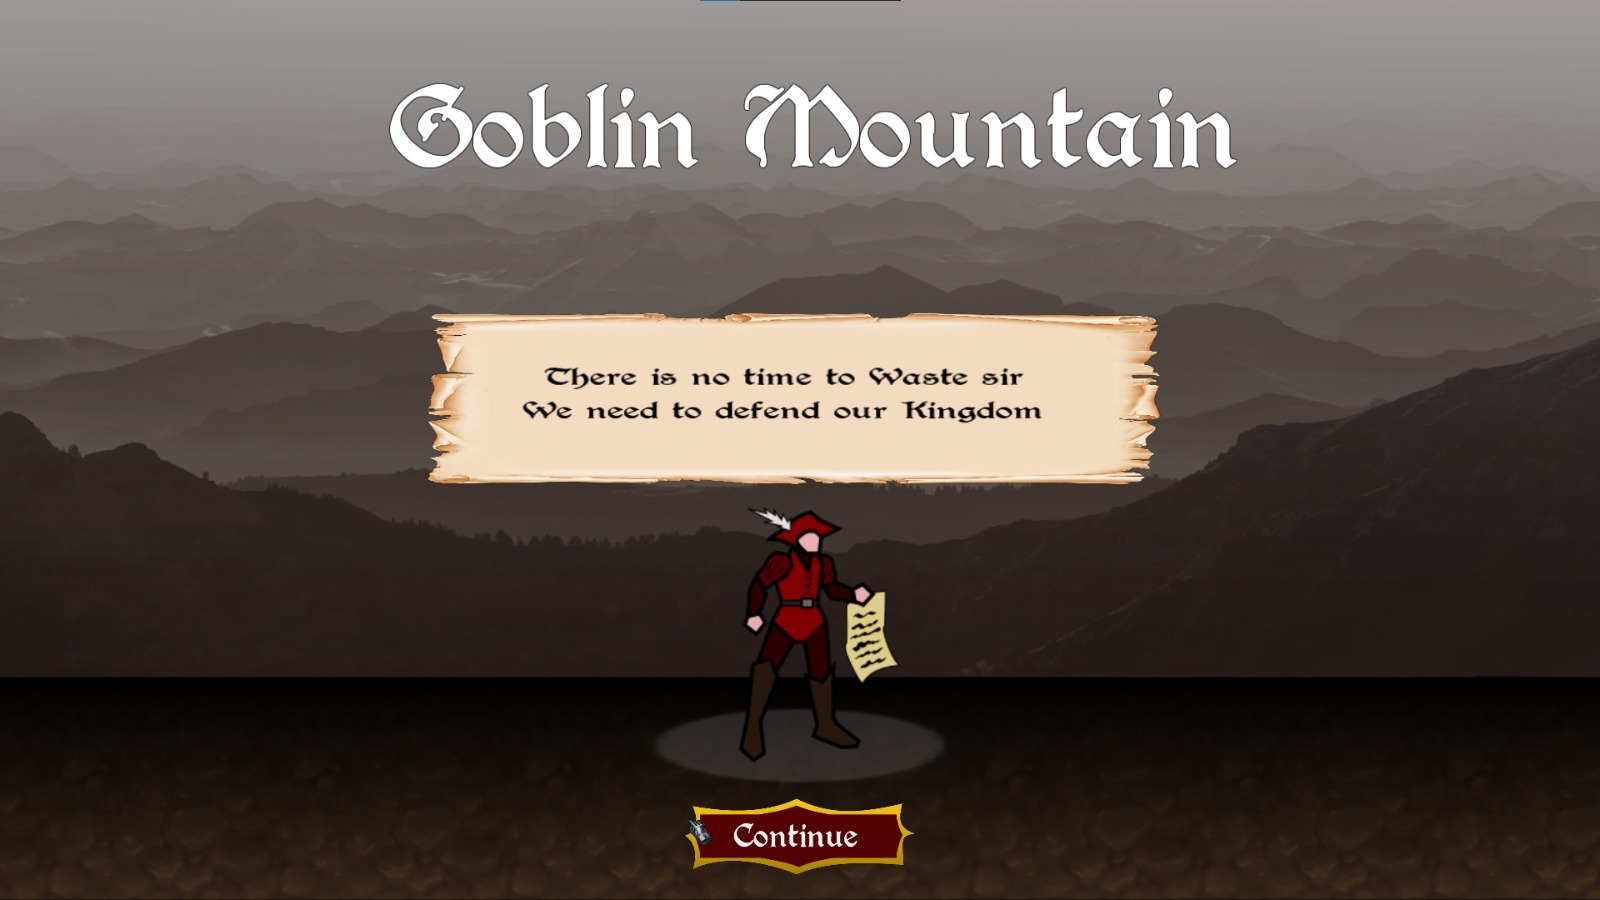 Goblin Mountain
There is no time to Waste sir
We need to defend our Kingdom
Continue